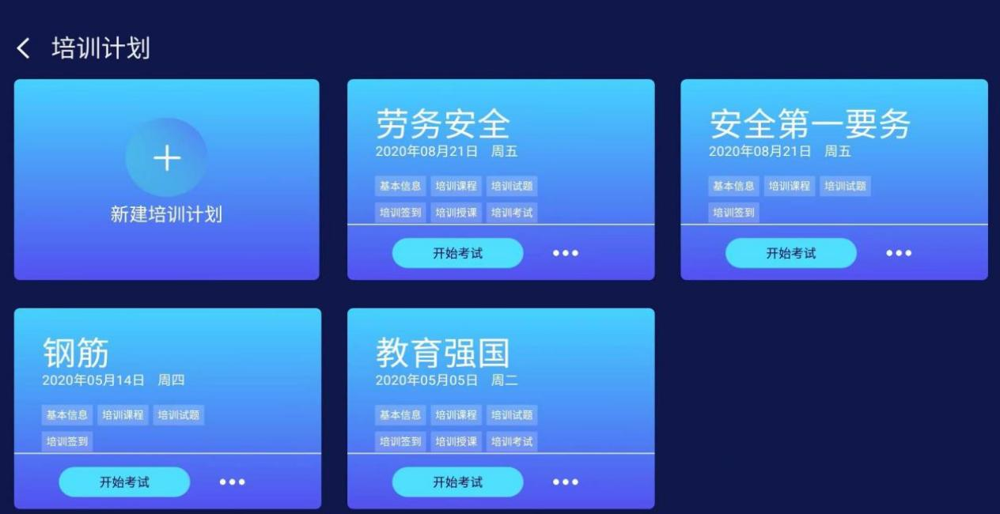 培训计划
新建培训计划
劳务安全
2020年08月21日 周五
基本信息 培训课程 培训试题
培训签到 培训授课 培训考试
开始考试
安全第一要务
2020年08月21日 周五
基本信息 培训课程 培训试题
培训签到
开始考试
钢筋
2020年05月14日 周四
基本信息 培训课程 培训试题
培训签到
开始考试
教育强国
2020年05月05日 周二
基本信息 培训课程 培训试题
培训签到 培训授课 培训考试
开始考试